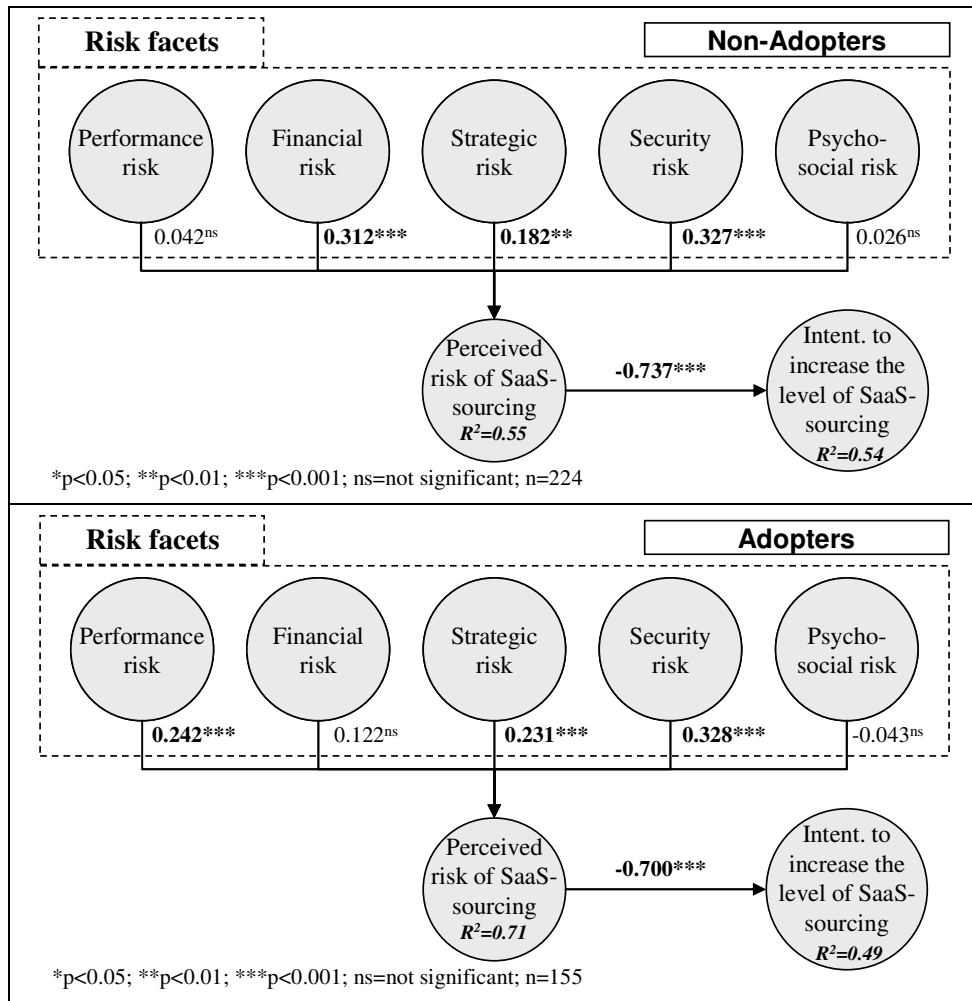 Risk facets
Non-Adopters
Performance
risk
Financial
risk
Strategic
risk
Security
risk
Psycho-
social risk
0.042ns
0.312***
0.182**
0.327***
0.026ns
Perceived
risk of SaaS-
sourcing
R²=0.55
-0.737***
Intent. to
increase the
level of SaaS-
sourcing
R²=0.54
*p<0.05; **p<0.01; ***p<0.001; ns=not significant; n=224
Risk facets
Adopters
Performance
risk
Financial
risk
Strategic
risk
Security
risk
Psycho-
social risk
0.242***
0.122ns
0.231***
0.328***
-0.043ns
Perceived
risk of SaaS-
sourcing
R²=0.71
-0.700***
Intent. to
increase the
level of SaaS-
sourcing
R²=0.49
*p<0.05; **p<0.01; ***p<0.001; ns=not significant; n=155